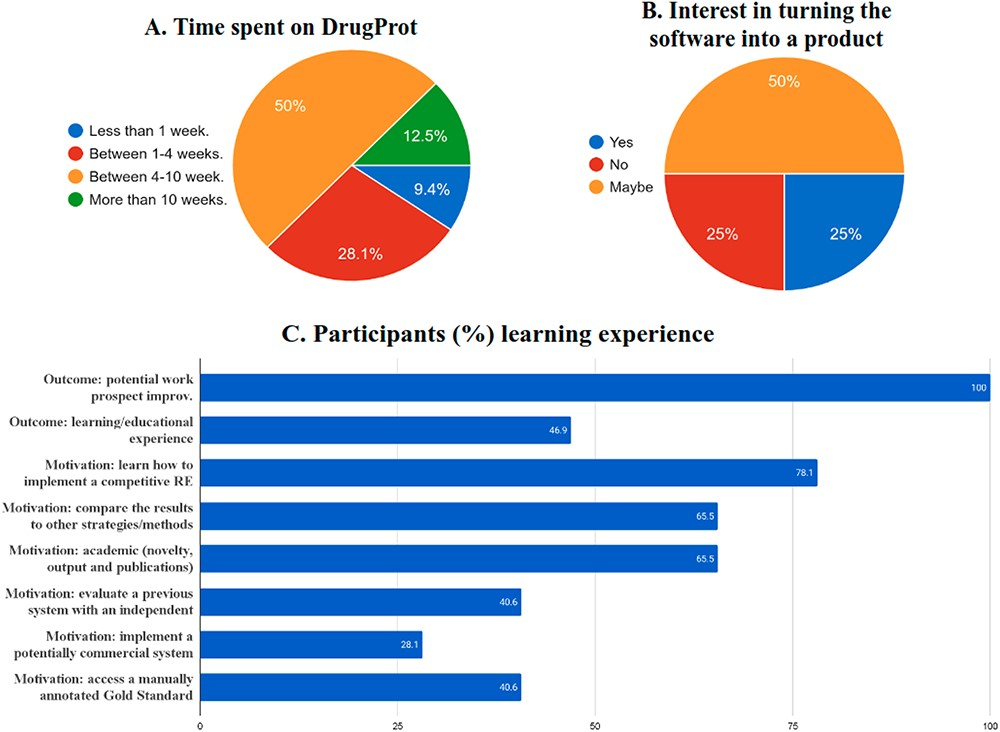 A. Time spent on DrugProt
Less than 1 week.
Between 1-4 weeks.
Between 4-10 week.
More than 10 weeks.
50%
12.5%
9.4%
28.1%
B. Interest in turning the
software into a product
Yes
No
Maybe
50%
25%
25%
C. Participants (%) learning experience
Outcome: potential work
prospect improv.
100
Outcome: learning/educational
experience
46.9
Motivation: learn how to
implement a competitive RE
78.1
Motivation: compare the results
to other strategies/methods
65.5
Motivation: academic (novelty,
output and publications)
65.5
Motivation: evaluate a previous
system with an independent
40.6
Motivation: implement a
potentially commercial system
28.1
Motivation: access a manually
annotated Gold Standard
40.6
0
25
50
75
100